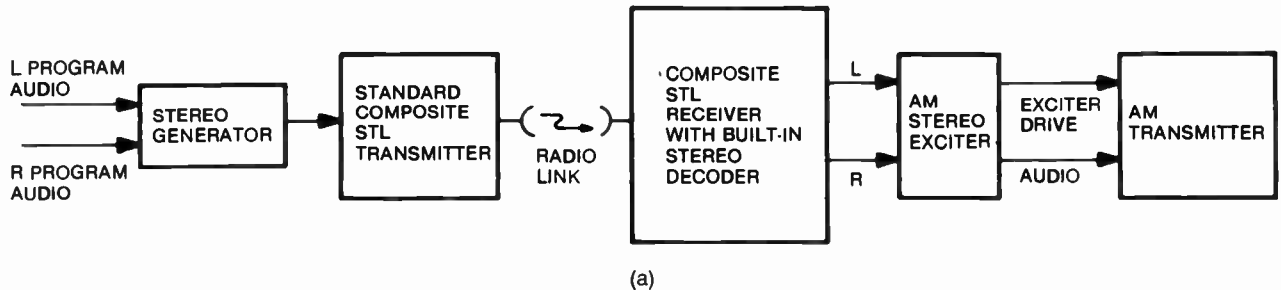 L PROGRAM
AUDIO
R PROGRAM
AUDIO
STEREO
GENERATOR
STANDARD
COMPOSITE
STL
TRANSMITTER
RADIO
LINK
COMPOSITE
STL
RECEIVER
WITH BUILT-IN
STEREO
DECODER
L
R
AM
STEREO
EXCITER
EXCITER
DRIVE
AUDIO
AM
TRANSMITTER
(a)